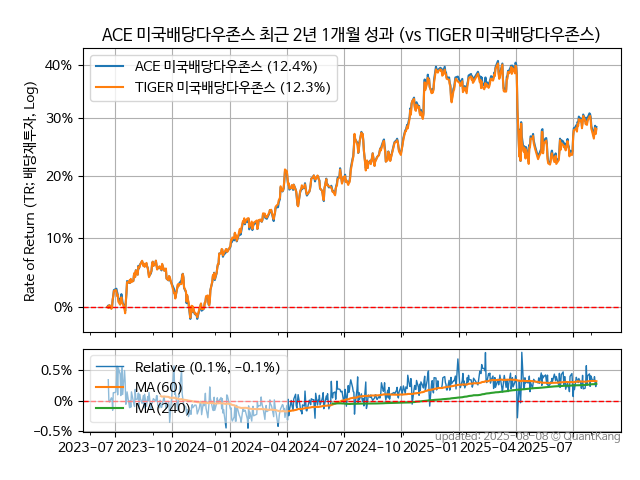 ACE 미국배당다우존스 최근 2년 1개월 성과 (vs TIGER 미국배당다우존스)
Rate of Return (TR: 배당재투자, Log)
40%
30%
20%
10%
0%
ACE 미국배당다우존스 (12.4%)
TIGER 미국배당다우존스 (12.3%)
0.5%
0%
−0.5%
Relative (0.1%, −0.1%)
MA(60)
MA(240)
updated: 2025-08-08 © QuantKang
2023-07 2023-10 2024-01 2024-04 2024-07 2024-10 2025-01 2025-04 2025-07